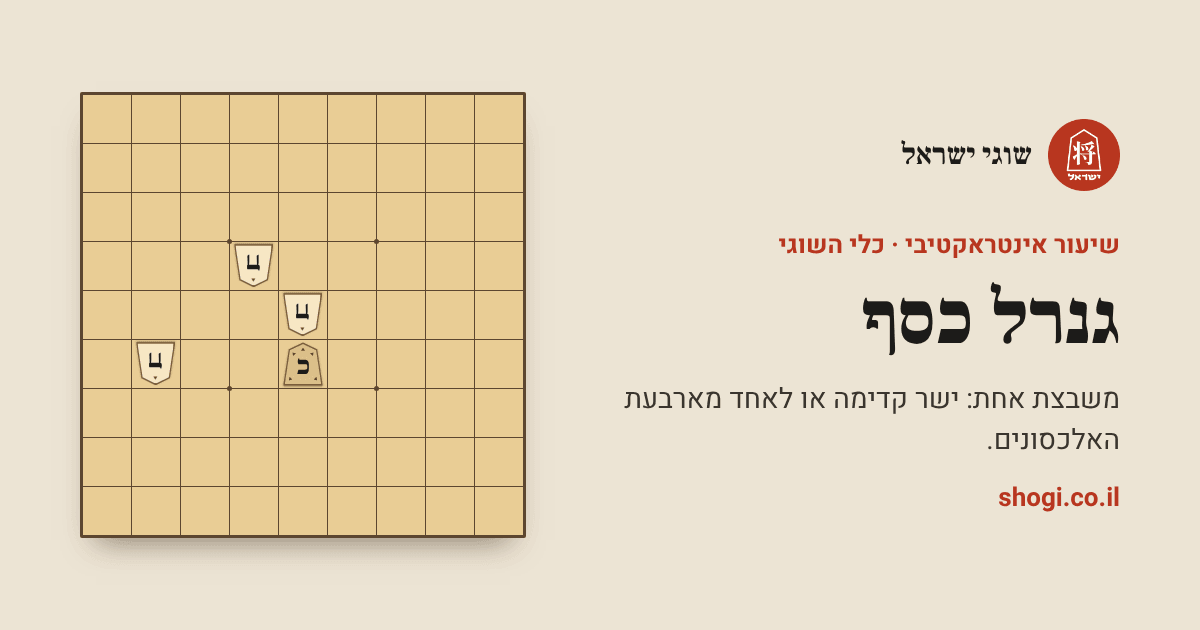 将
ישראל
שוגי ישראל
שיעור אינטראקטיבי · כלי השוגי
גנרל כסף
משבצת אחת: ישר קדימה או לאחד מארבעת
האלכסונים.
shogi.co.il
ח
ח
ח
כ